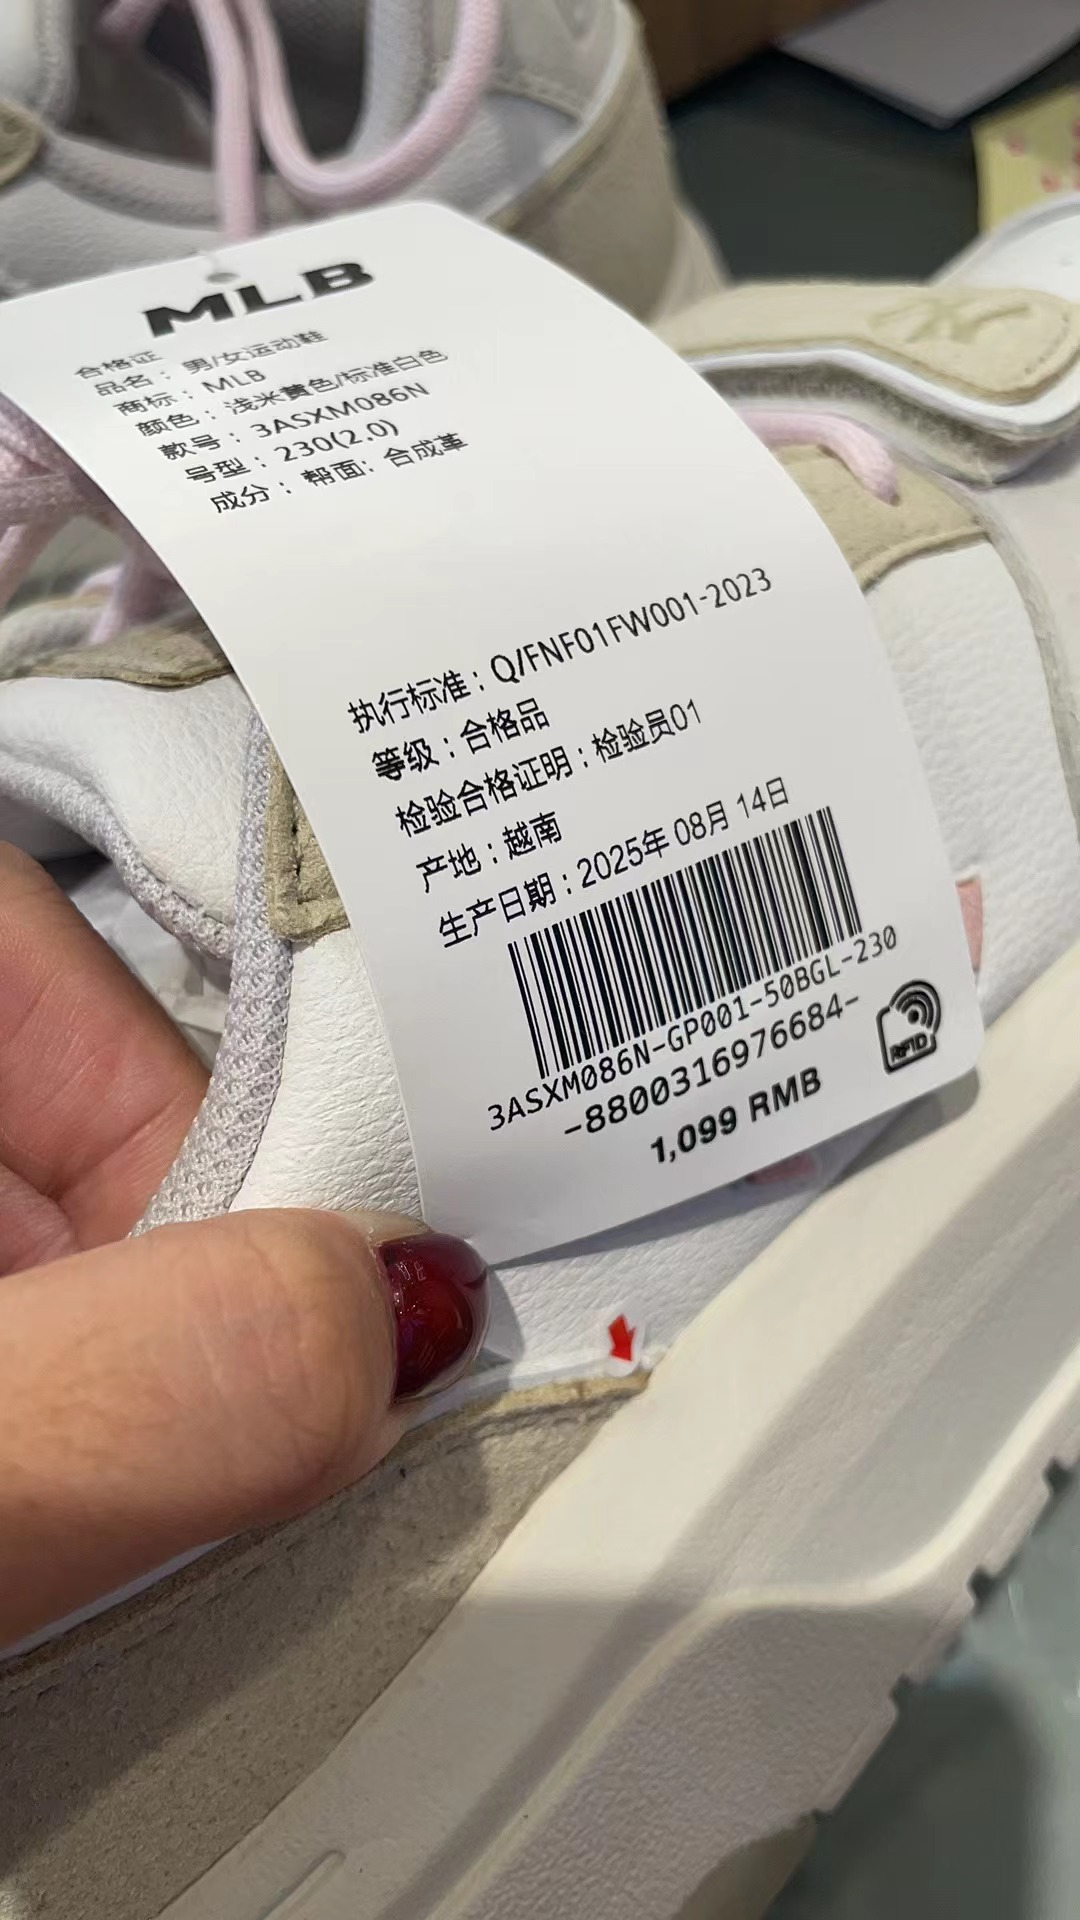 MLB
合格证
品名：男/女运动鞋
商标：MLB
颜色：浅米黄色/标准白色
款号：3ASXM086N
号型：230(2.0)
成分：帮面：合成革
执行标准：Q/FNF01FW001-2023
等级：合格品
检验合格证明：检验员01
产地：越南
生产日期：2025年 08月 14日
3ASXM086N-GP001-50BGL-230
-8800316976684-
RFID
1,099 RMB